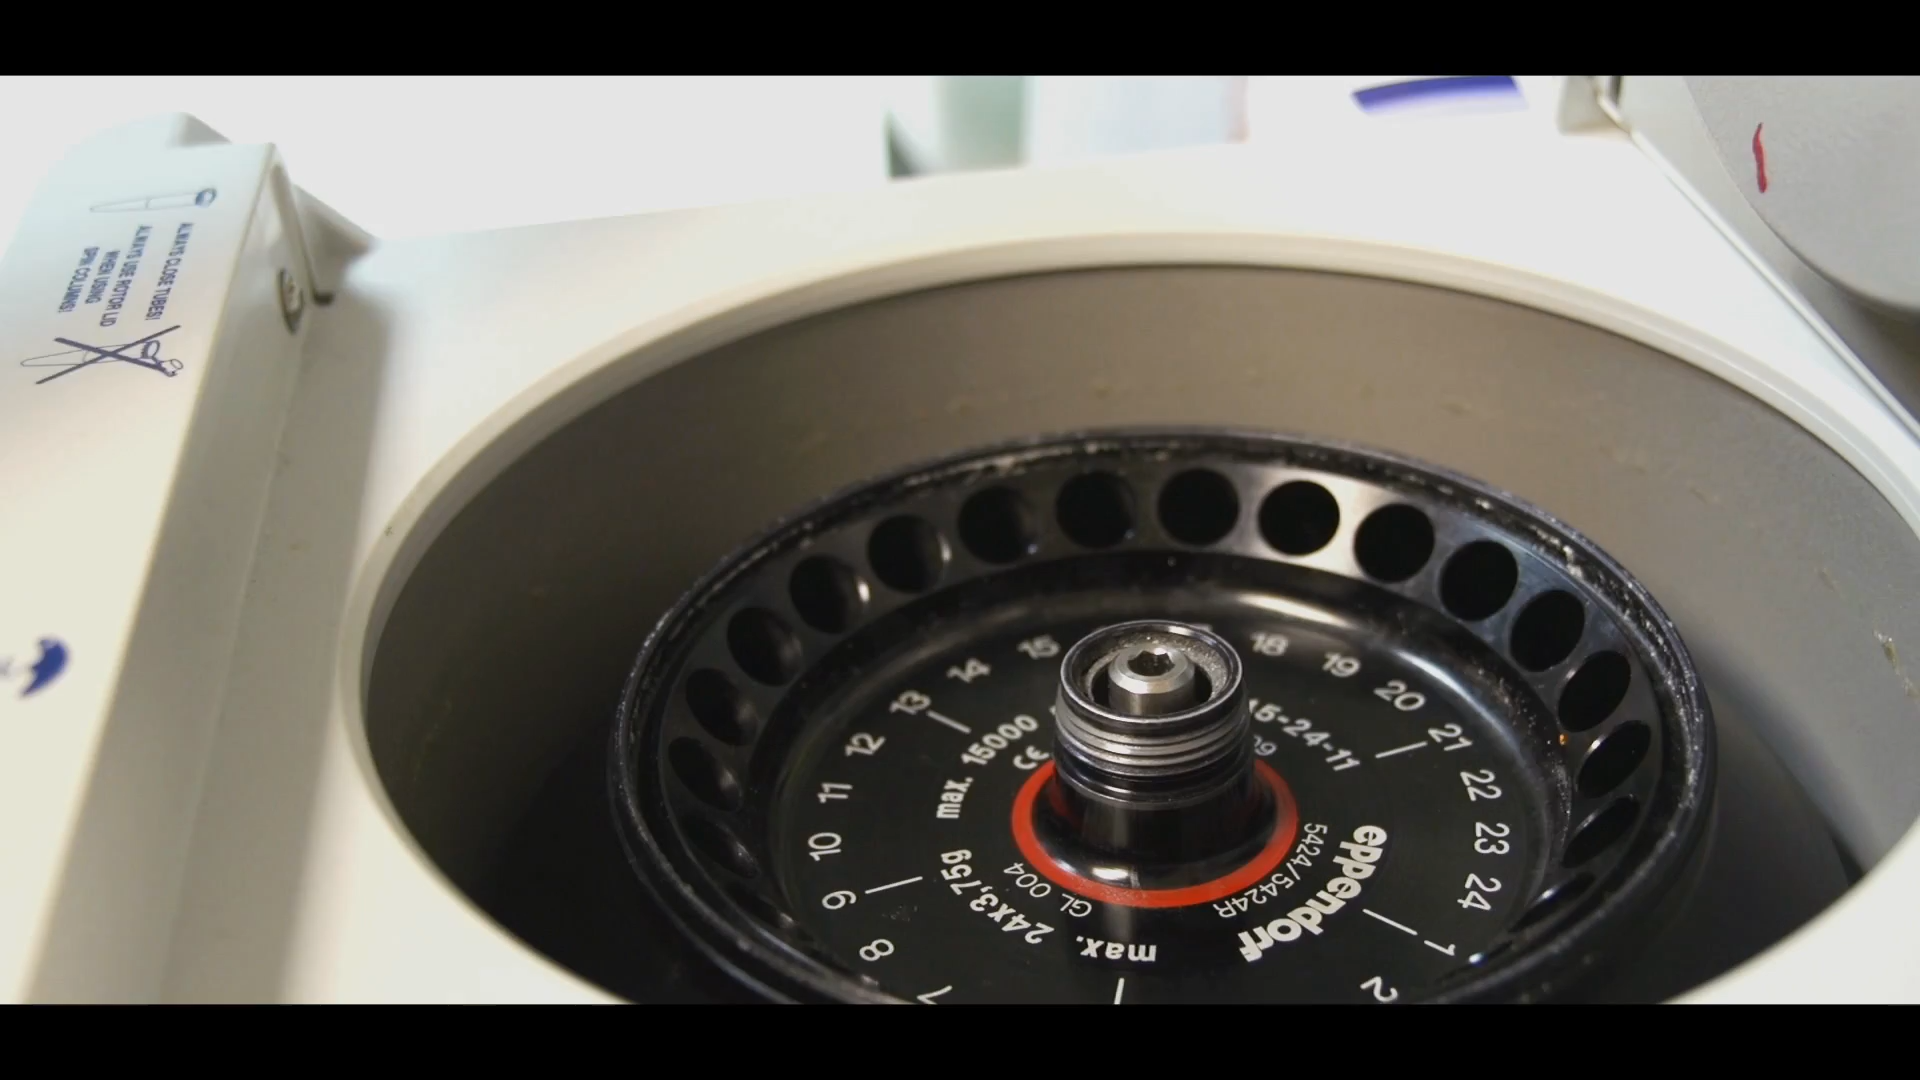 ALWAYS CLOSE TUBES!
ALWAYS USE ROTOR LID
WHEN USING
SPIN COLUMNS!
eppendorf
5424/5424R
max. 15000
CE
max. 24x3,75g
GL 004
5-24-11
1
2
7
8
9
10
11
12
13
14
15
18
19
20
21
22
23
24